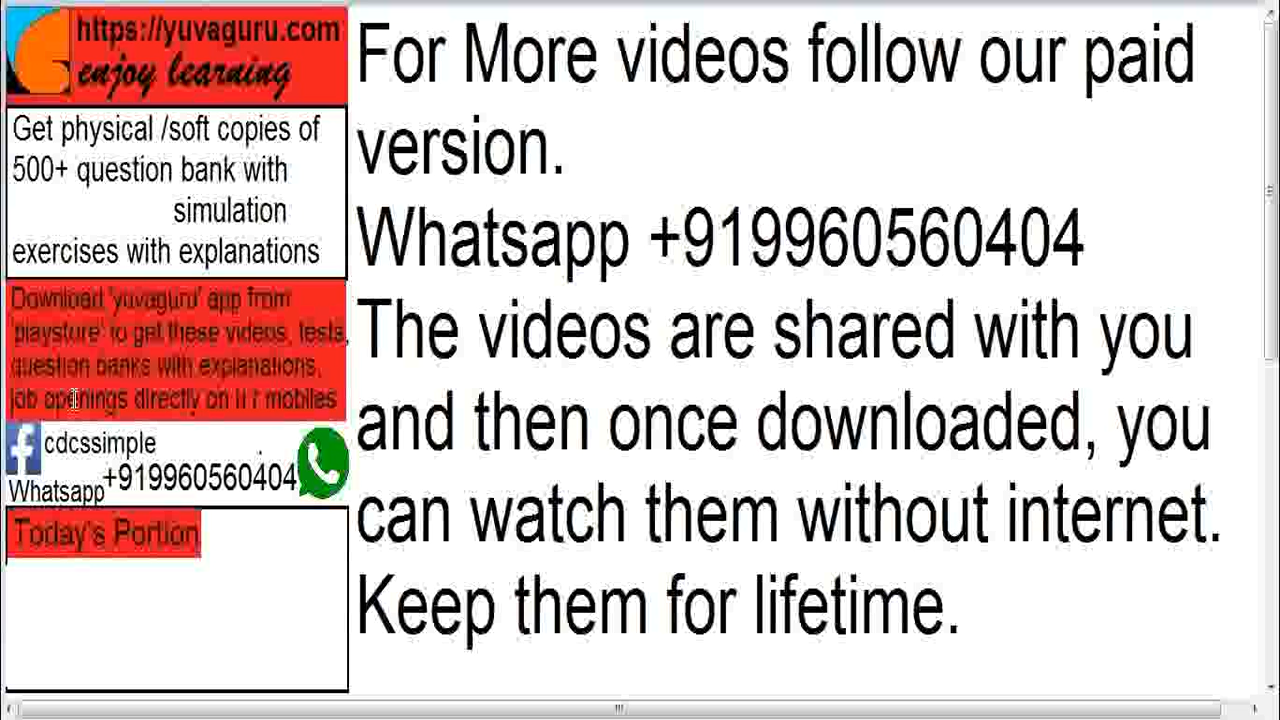 https://yuvaguru.com
enjoy learning
Get physical /soft copies of
500+ question bank with
simulation
exercises with explanations
Download 'yuvaguru' app from
'playstore' to get these videos, tests,
question banks with explanations,
job openings directly on u r mobiles
cdcssimple
Whatsapp +919960560404
Today's Portion
For More videos follow our paid
version.
Whatsapp +919960560404
The videos are shared with you
and then once downloaded, you
can watch them without internet.
Keep them for lifetime.